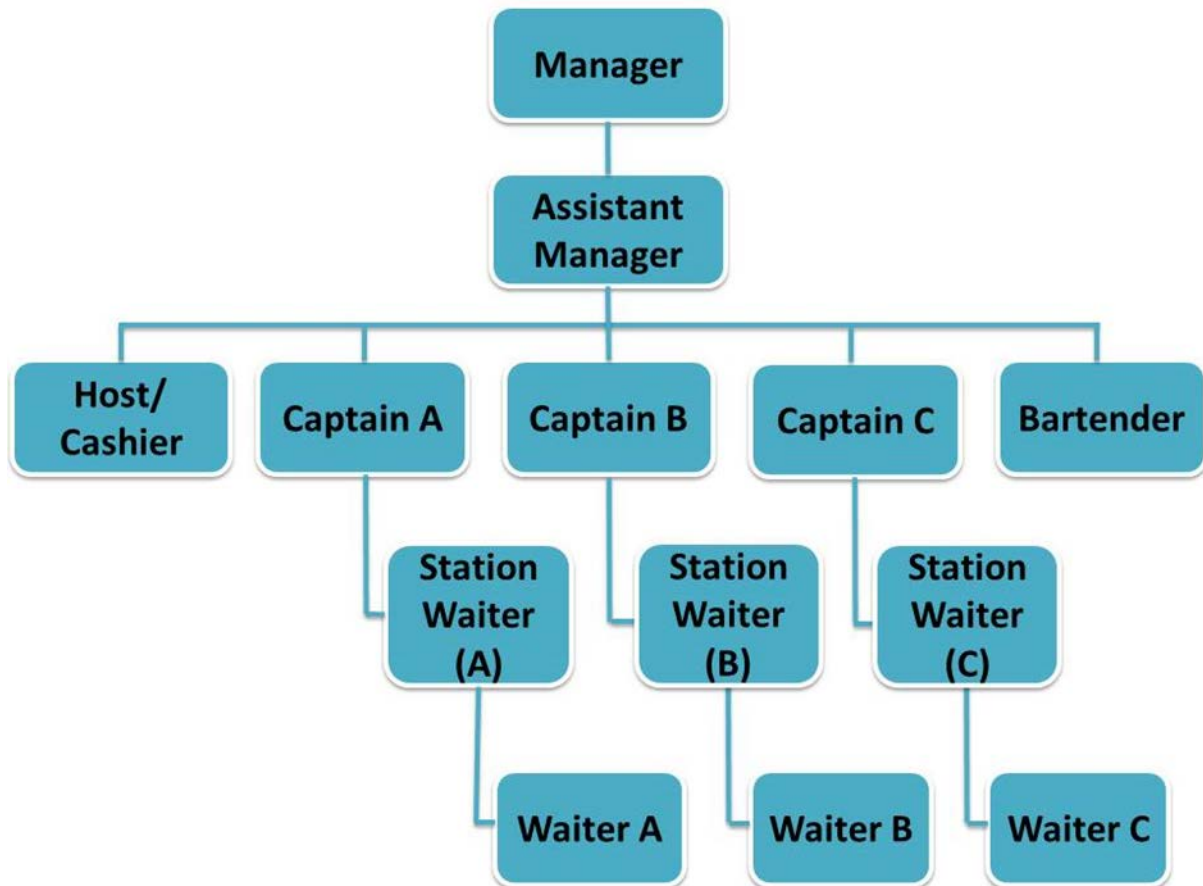 Manager
Assistant
Manager
Host/
Cashier
Captain A
Captain B
Captain C
Bartender
Station
Waiter
(A)
Station
Waiter
(B)
Station
Waiter
(C)
Waiter A
Waiter B
Waiter C